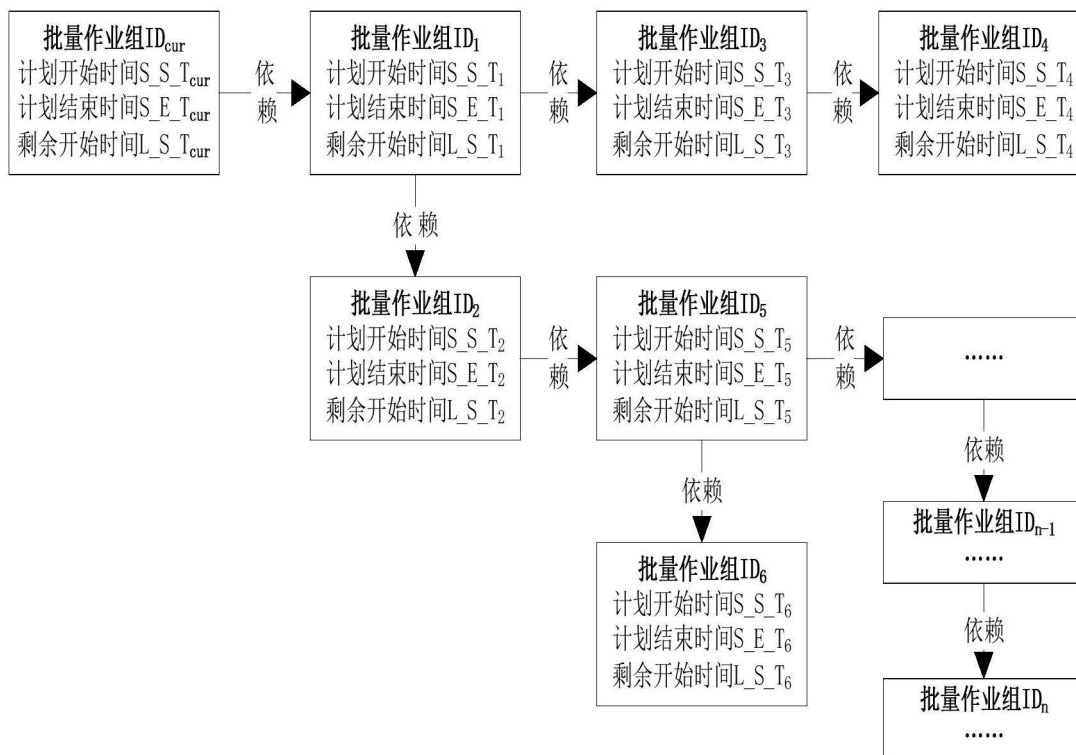 批量作业组IDcur
计划开始时间S_S_Tcur
计划结束时间S_E_Tcur
剩余开始时间L_S_Tcur
依赖
批量作业组ID1
计划开始时间S_S_T1
计划结束时间S_E_T1
剩余开始时间L_S_T1
依赖
批量作业组ID3
计划开始时间S_S_T3
计划结束时间S_E_T3
剩余开始时间L_S_T3
依赖
批量作业组ID4
计划开始时间S_S_T4
计划结束时间S_E_T4
剩余开始时间L_S_T4
依赖
批量作业组ID2
计划开始时间S_S_T2
计划结束时间S_E_T2
剩余开始时间L_S_T2
依赖
批量作业组ID5
计划开始时间S_S_T5
计划结束时间S_E_T5
剩余开始时间L_S_T5
依赖
……
依赖
依赖
批量作业组IDn-1
……
批量作业组ID6
计划开始时间S_S_T6
计划结束时间S_E_T6
剩余开始时间L_S_T6
依赖
批量作业组IDn
……